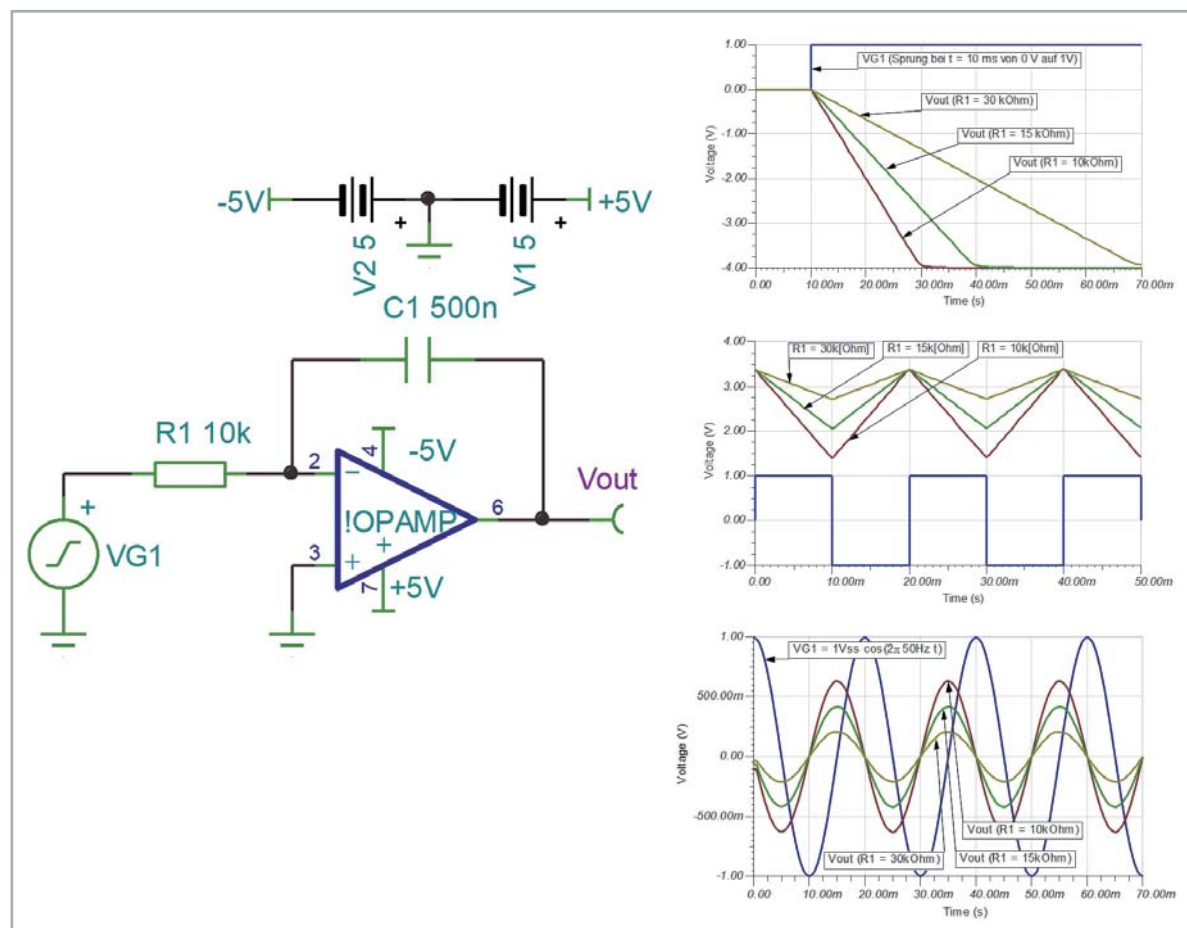 -5V
+5V
+
+
V2 5
V1 5
C1 500n
R1 10k
2
4
-5V
Vout
6
!OPAMP
+
VG1
3
+
7
+5V
1.00
0.00
-1.00
-2.00
-3.00
-4.00
Voltage (V)
VG1 (Sprung bei t = 10 ms von 0 V auf 1V)
Vout (R1 = 30 kOhm)
Vout (R1 = 15 kOhm)
Vout (R1 = 10kOhm)
0.00 10.00m 20.00m 30.00m 40.00m 50.00m 60.00m 70.00m
Time (s)
4.00
3.00
2.00
1.00
0.00
-1.00
Voltage (V)
R1 = 30k[Ohm] R1 = 15k[Ohm] R1 = 10k[Ohm]
0.00 10.00m 20.00m 30.00m 40.00m 50.00m
Time (s)
1.00
500.00m
0.00
-500.00m
-1.00
Voltage (V)
VG1 = 1Vss cos(2π 50Hz t)
Vout (R1 = 10kOhm)
Vout (R1 = 30kOhm)
Vout (R1 = 15kOhm)
0.00 10.00m 20.00m 30.00m 40.00m 50.00m 60.00m 70.00m
Time (s)